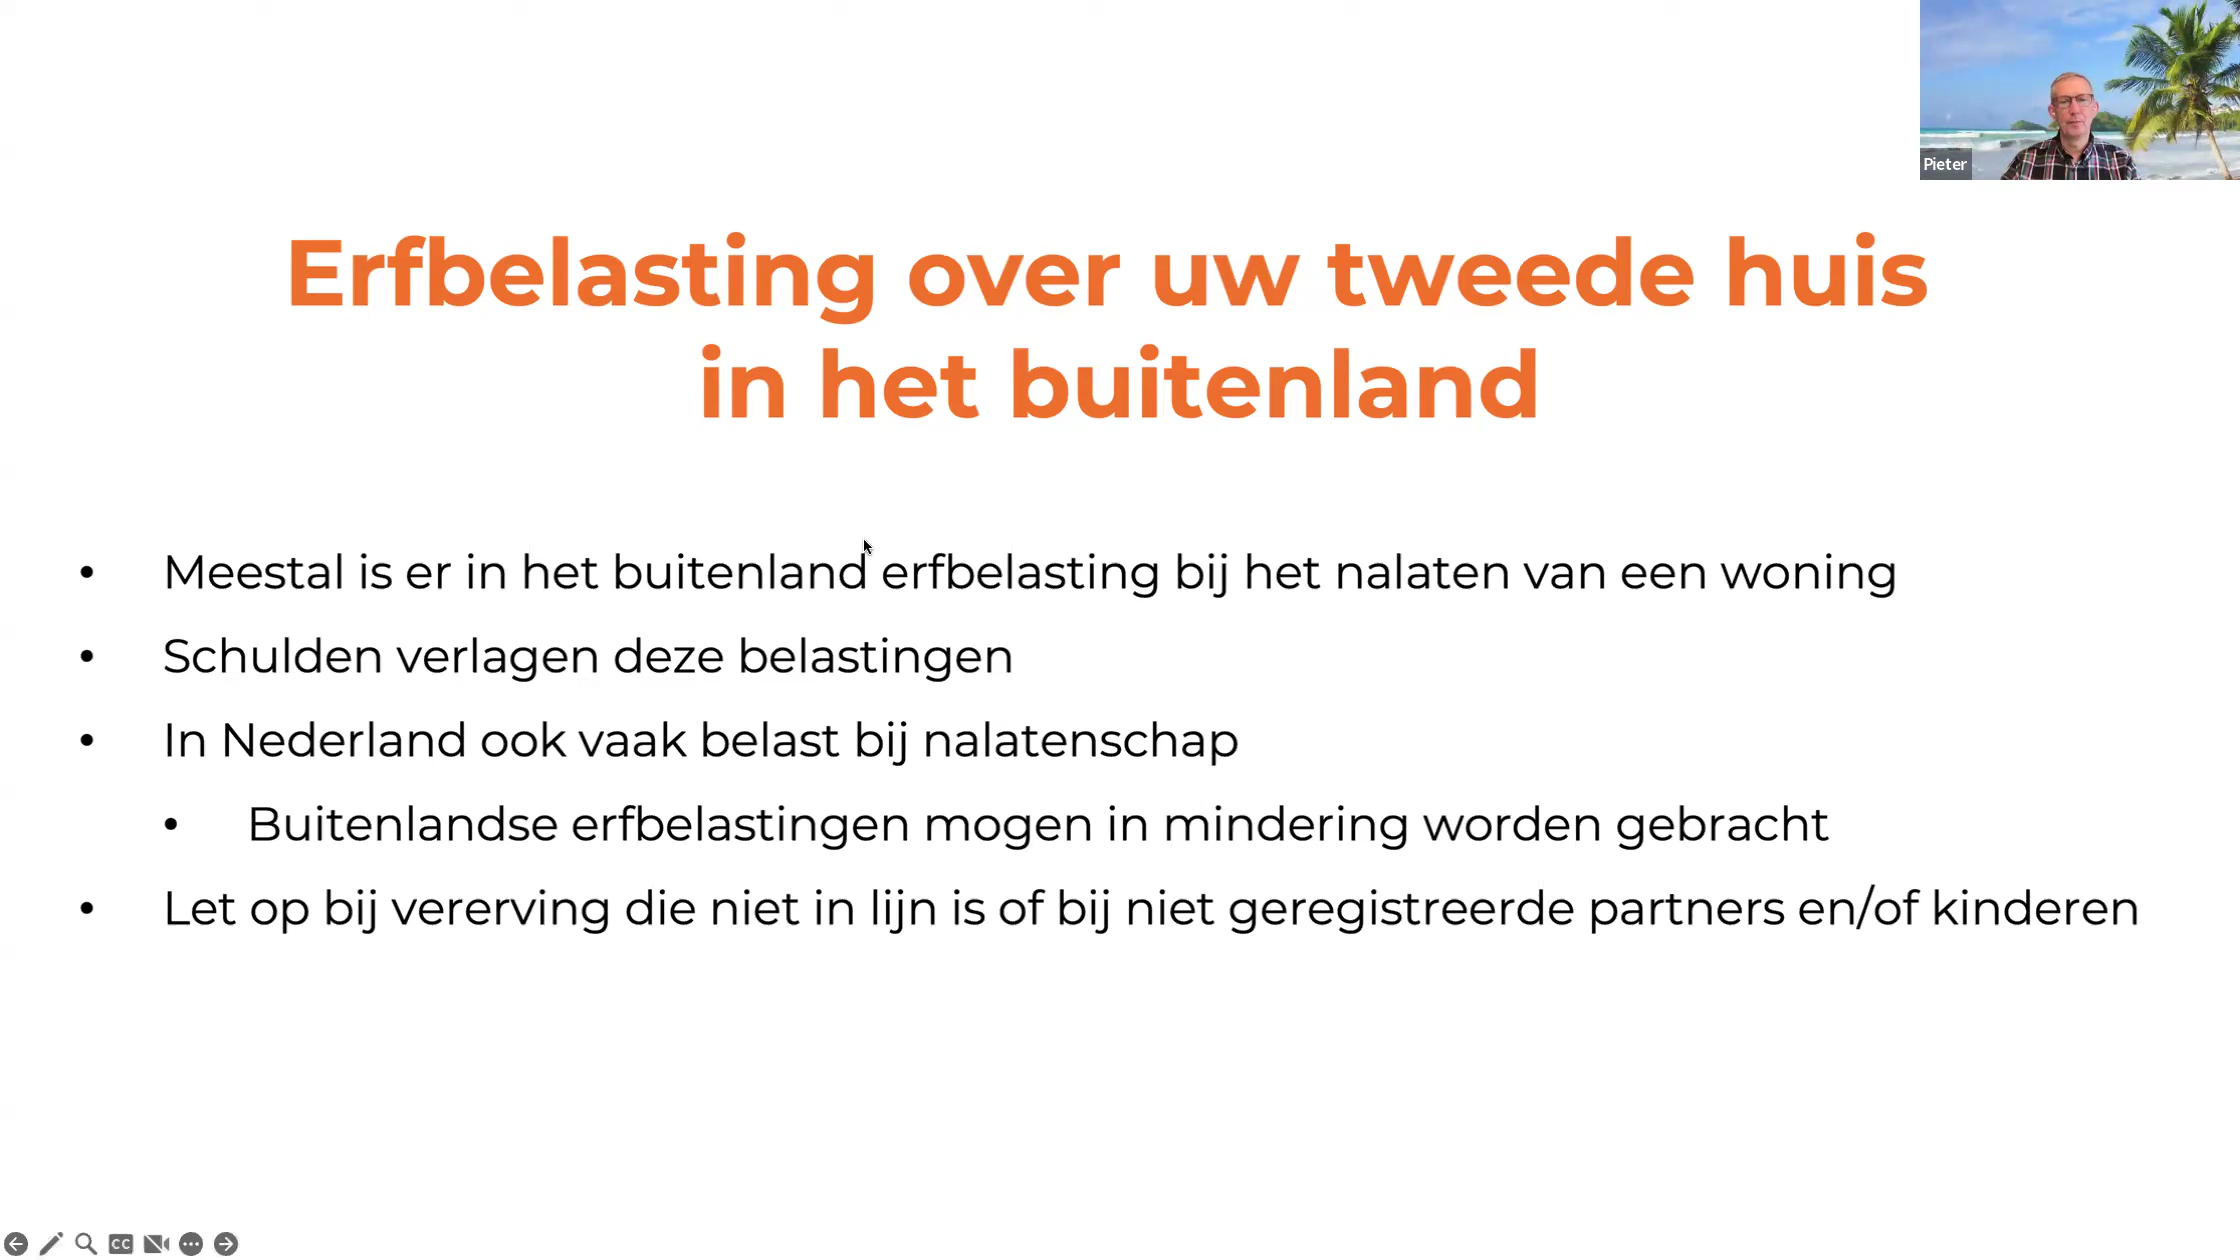 Pieter
Erfbelasting over uw tweede huis
in het buitenland
• Meestal is er in het buitenland erfbelasting bij het nalaten van een woning
• Schulden verlagen deze belastingen
• In Nederland ook vaak belast bij nalatenschap
• Buitenlandse erfbelastingen mogen in mindering worden gebracht
• Let op bij vererving die niet in lijn is of bij niet geregistreerde partners en/of kinderen
CC